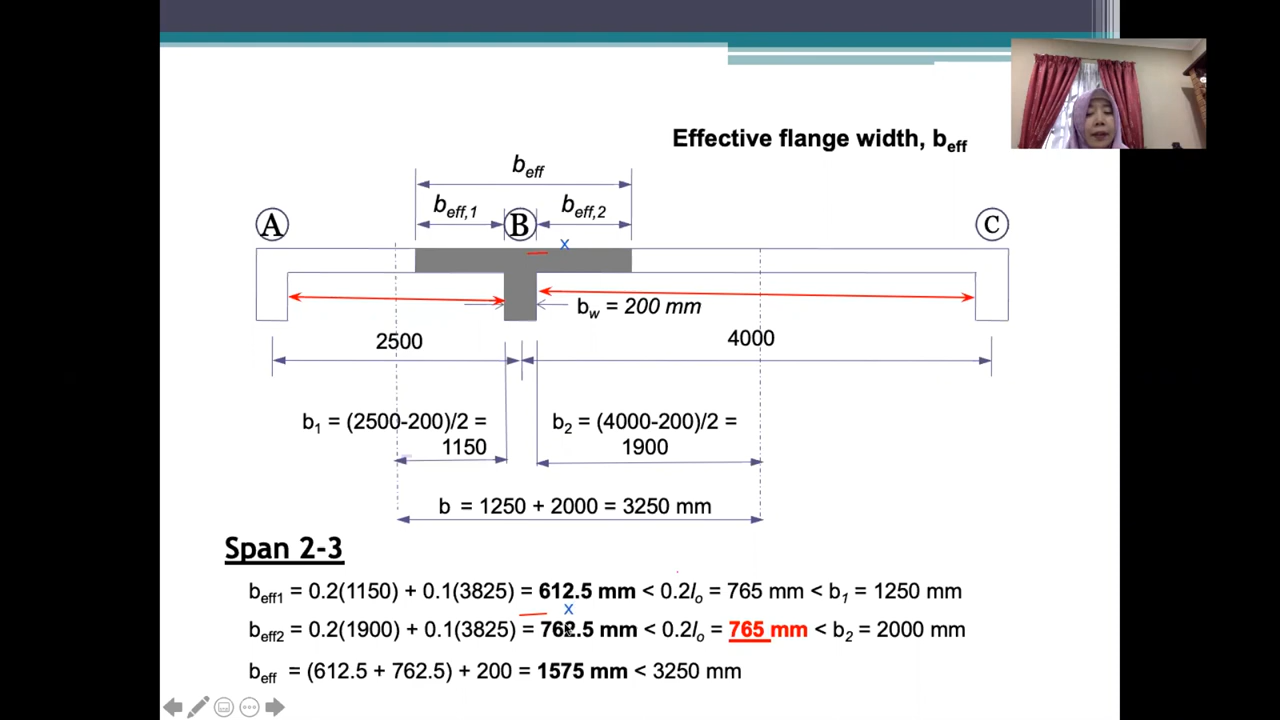 Effective flange width, beff
beff
beff,1
beff,2
A
B
C
x
bw = 200 mm
2500
4000
b1 = (2500-200)/2 =
1150
b2 = (4000-200)/2 =
1900
b = 1250 + 2000 = 3250 mm
Span 2-3
beff1 = 0.2(1150) + 0.1(3825) = 612.5 mm < 0.2lo = 765 mm < b1 = 1250 mm
x
beff2 = 0.2(1900) + 0.1(3825) = 762.5 mm < 0.2lo = 765 mm < b2 = 2000 mm
beff = (612.5 + 762.5) + 200 = 1575 mm < 3250 mm